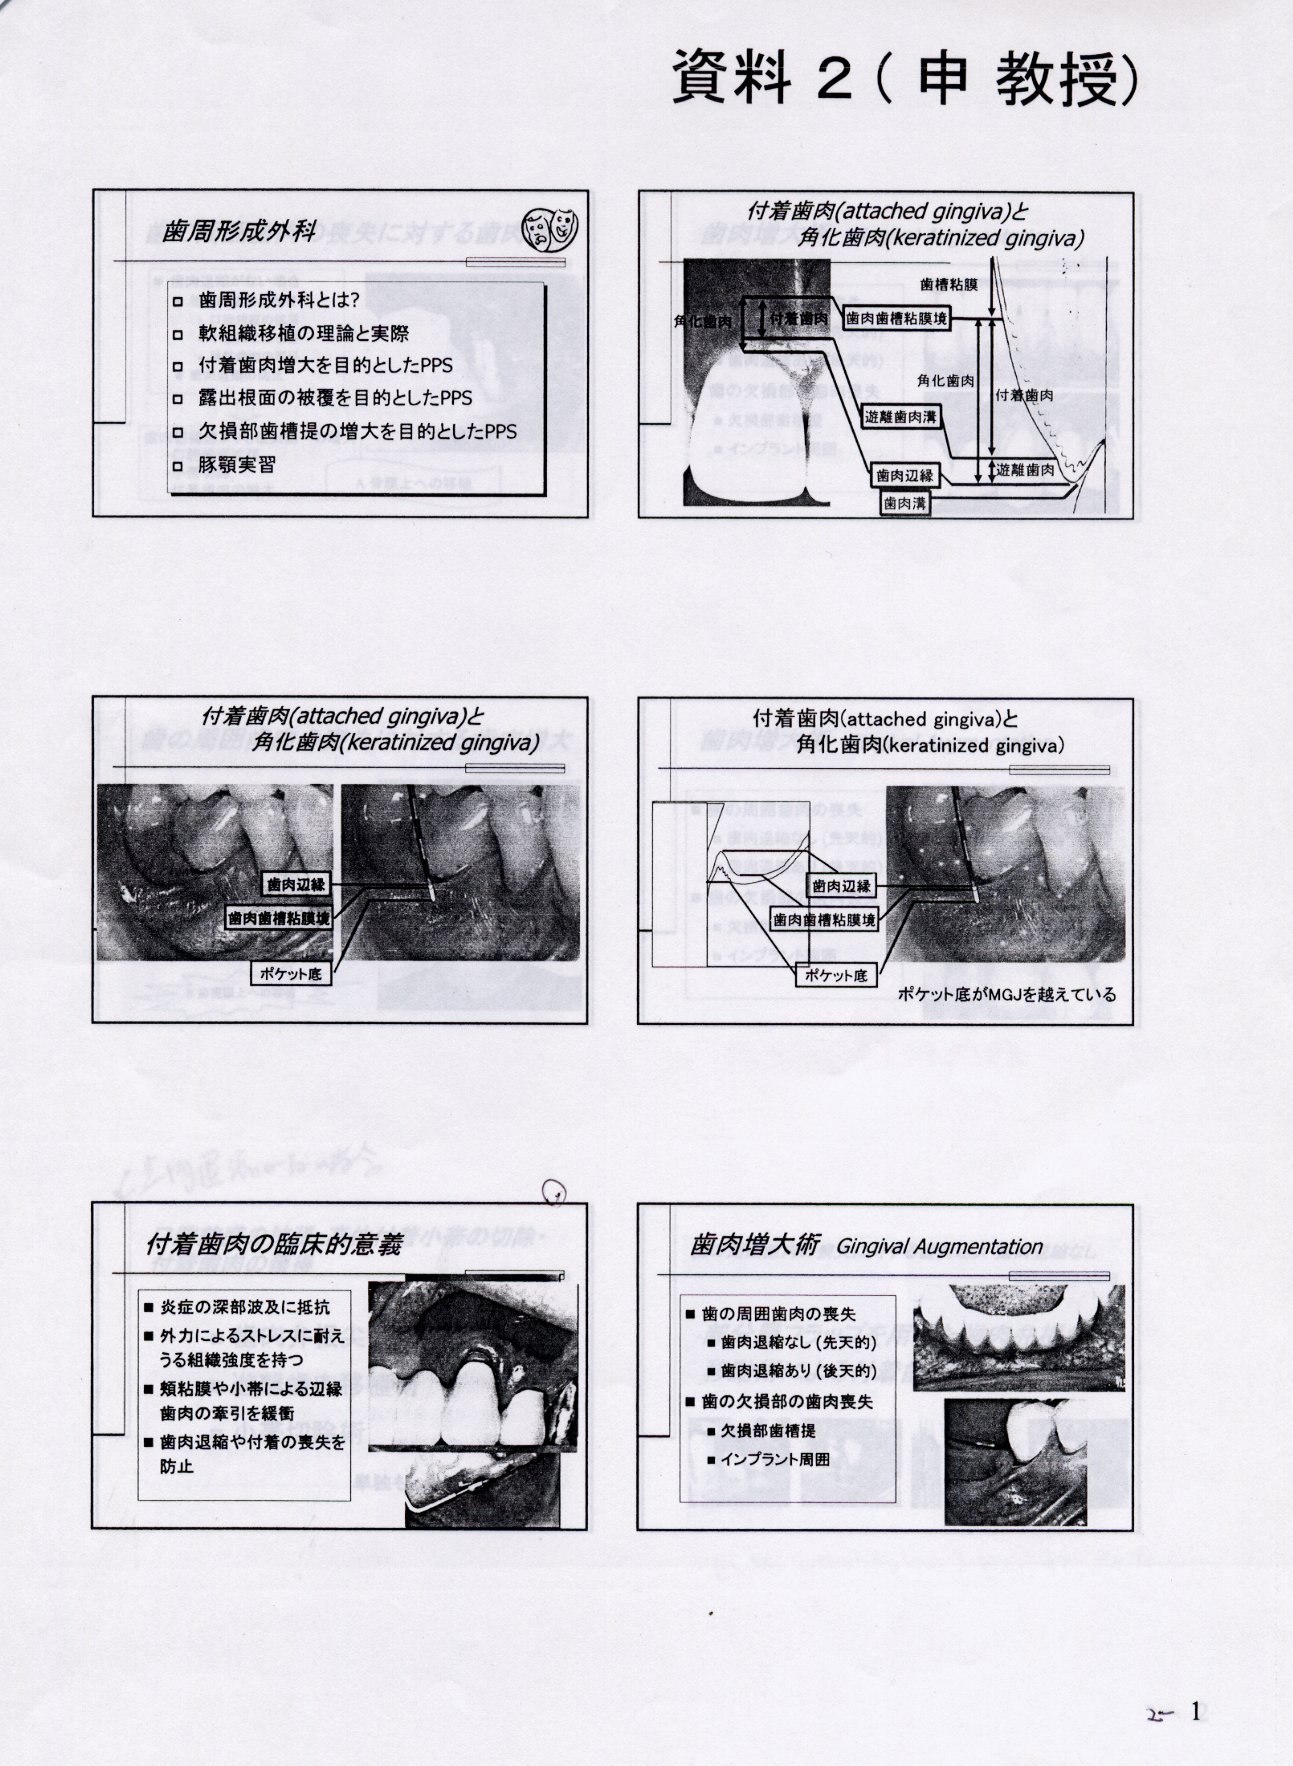 資料 2 ( 申 教授)
歯周形成外科
歯周形成外科とは?
軟組織移植の理論と実際
付着歯肉増大を目的としたPPS
露出根面の被覆を目的としたPPS
欠損部歯槽提の増大を目的としたPPS
豚顎実習
付着歯肉(attached gingiva)と
角化歯肉(keratinized gingiva)
歯槽粘膜
角化歯肉
付着歯肉
歯肉歯槽粘膜境
角化歯肉
付着歯肉
遊離歯肉溝
歯肉辺縁
遊離歯肉
歯肉溝
付着歯肉(attached gingiva)と
角化歯肉(keratinized gingiva)
歯肉辺縁
歯肉歯槽粘膜境
ポケット底
付着歯肉(attached gingiva)と
角化歯肉(keratinized gingiva)
歯肉辺縁
歯肉歯槽粘膜境
ポケット底
ポケット底がMGJを越えている
付着歯肉の臨床的意義
■ 炎症の深部波及に抵抗
■ 外力によるストレスに耐え
うる組織強度を持つ
■ 頬粘膜や小帯による辺縁
歯肉の牽引を緩衝
■ 歯肉退縮や付着の喪失を
防止
歯肉増大術 Gingival Augmentation
■ 歯の周囲歯肉の喪失
■ 歯肉退縮なし (先天的)
■ 歯肉退縮あり (後天的)
■ 歯の欠損部の歯肉喪失
■ 欠損部歯槽提
■ インプラント周囲
2- 1